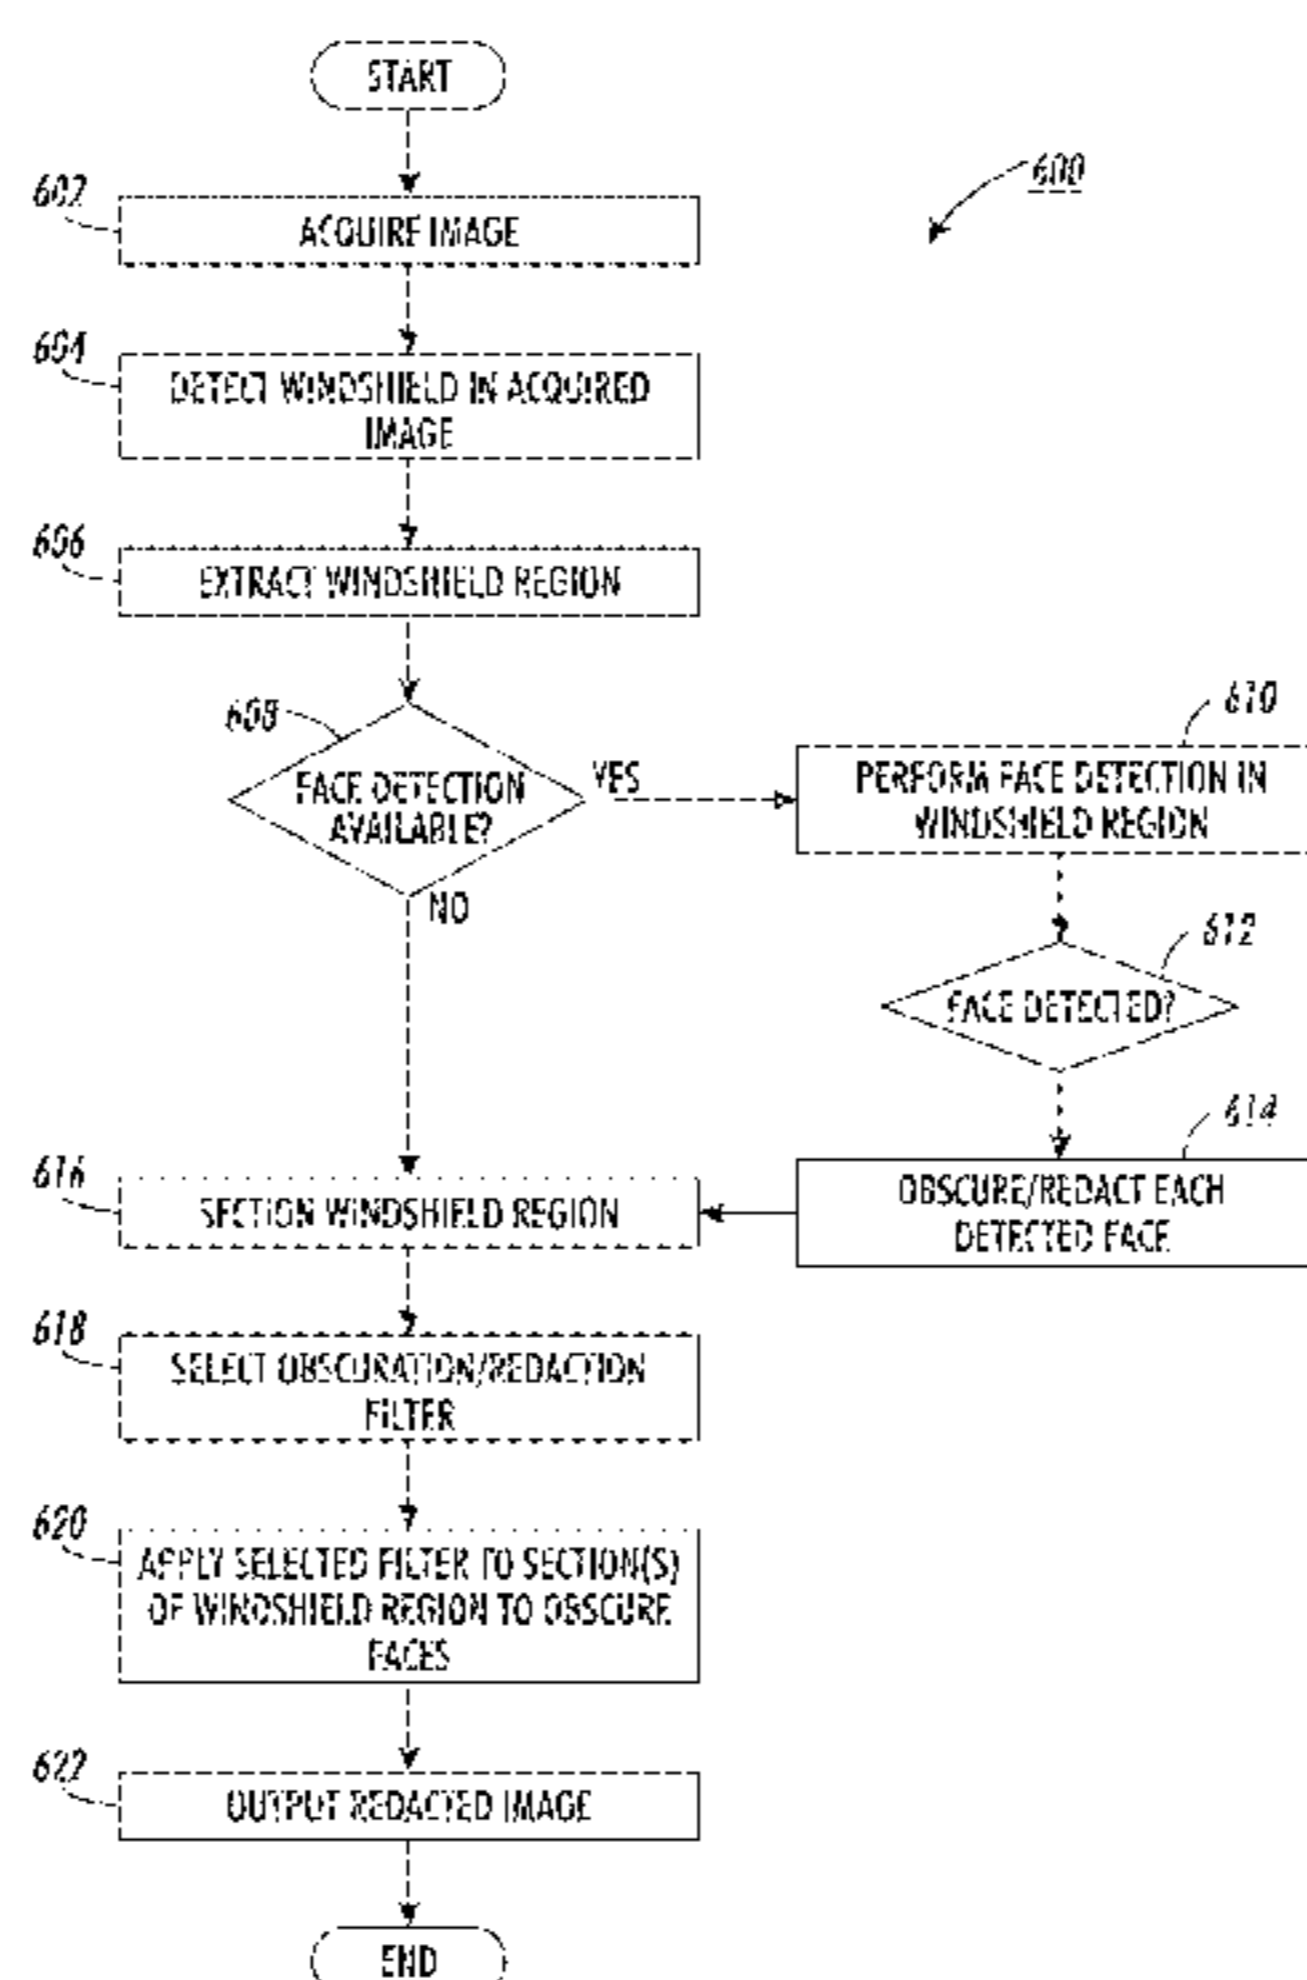 START
600
602
ACQUIRE IMAGE
604
DETECT WINDSHIELD IN ACQUIRED
IMAGE
606
EXTRACT WINDSHIELD REGION
608
FACE DETECTION
AVAILABLE?
YES
NO
610
PERFORM FACE DETECTION IN
WINDSHIELD REGION
612
FACE DETECTED?
614
OBSCURE/REDACT EACH
DETECTED FACE
616
SECTION WINDSHIELD REGION
618
SELECT OBSCURATION/REDACTION
FILTER
620
APPLY SELECTED FILTER TO SECTION(S)
OF WINDSHIELD REGION TO OBSCURE
FACES
622
OUTPUT REDACTED IMAGE
END